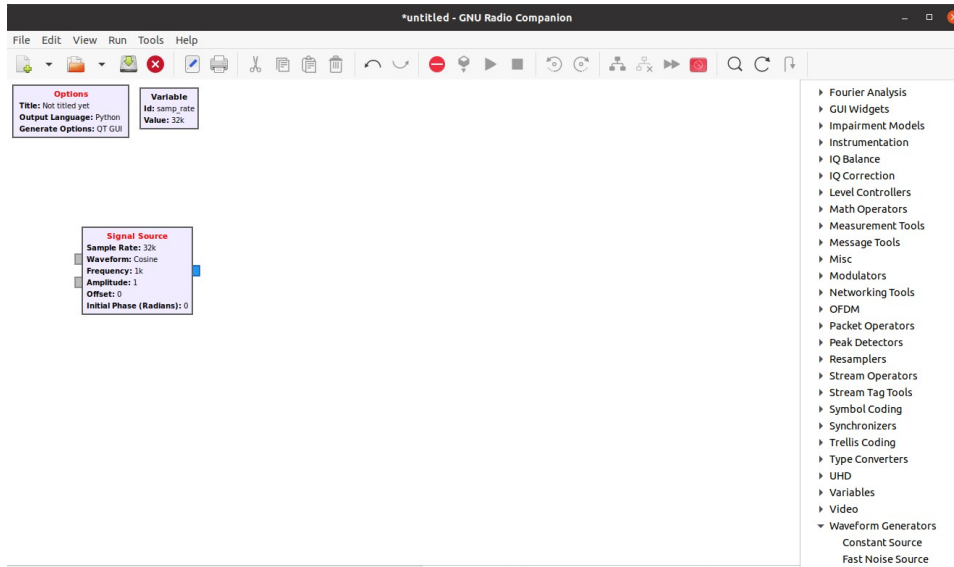 *untitled - GNU Radio Companion
File Edit View Run Tools Help
Options
Title: Not titled yet
Output Language: Python
Generate Options: QT GUI
Variable
Id: samp_rate
Value: 32k
Signal Source
Sample Rate: 32k
Waveform: Cosine
Frequency: 1k
Amplitude: 1
Offset: 0
Initial Phase (Radians): 0
Fourier Analysis
GUI Widgets
Impairment Models
Instrumentation
IQ Balance
IQ Correction
Level Controllers
Math Operators
Measurement Tools
Message Tools
Misc
Modulators
Networking Tools
OFDM
Packet Operators
Peak Detectors
Resamplers
Stream Operators
Stream Tag Tools
Symbol Coding
Synchronizers
Trellis Coding
Type Converters
UHD
Variables
Video
Waveform Generators
Constant Source
Fast Noise Source